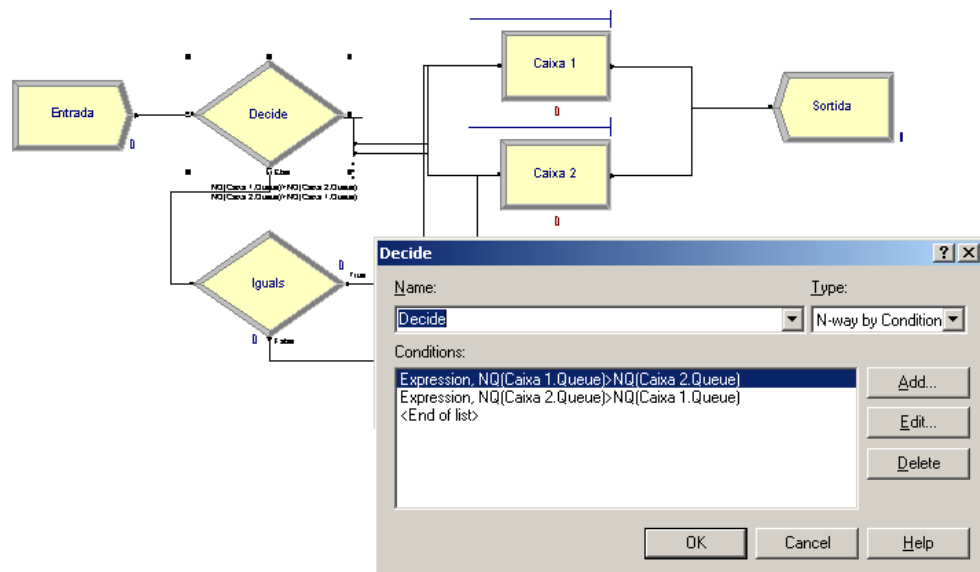 Entrada
0
Decide
False
NQ(Caixa 1.Queue)>NQ(Caixa 2.Queue)
NQ(Caixa 2.Queue)>NQ(Caixa 1.Queue)
Caixa 1
0
Caixa 2
0
Sortida
0
Iguals
0
True
0
False
Decide
Name:
Type:
Decide
N-way by Condition
Conditions:
Expression, NQ(Caixa 1.Queue)>NQ(Caixa 2.Queue)
Expression, NQ(Caixa 2.Queue)>NQ(Caixa 1.Queue)
<End of list>
Add...
Edit...
Delete
OK
Cancel
Help